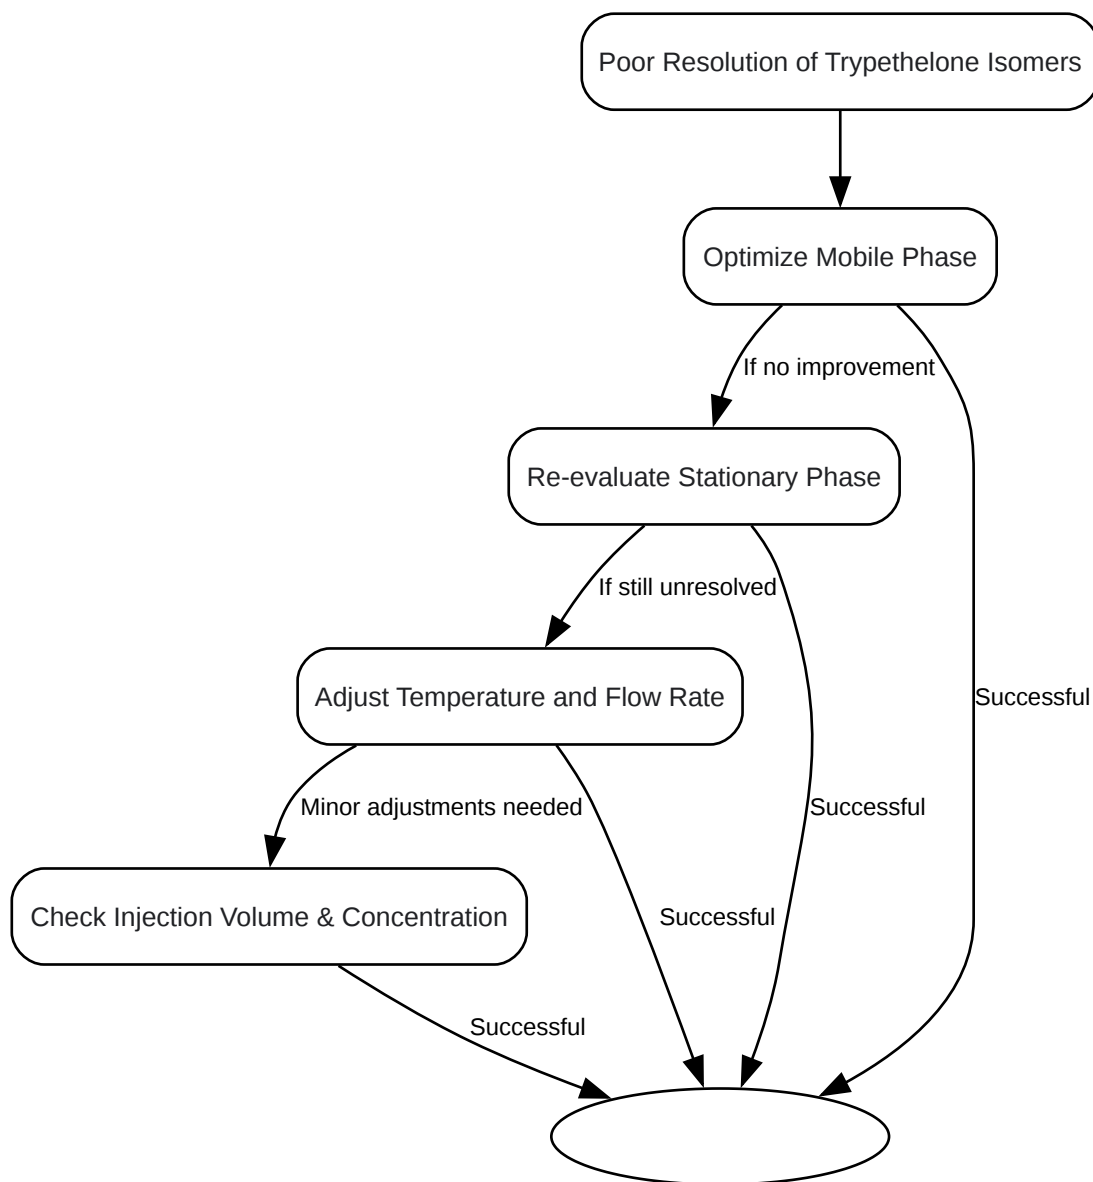 Poor Resolution of Trypethelone Isomers
Optimize Mobile Phase
If no improvement
Re-evaluate Stationary Phase
If still unresolved
Adjust Temperature and Flow Rate
Successful
Minor adjustments needed
Successful
Check Injection Volume & Concentration
Successful
Successful